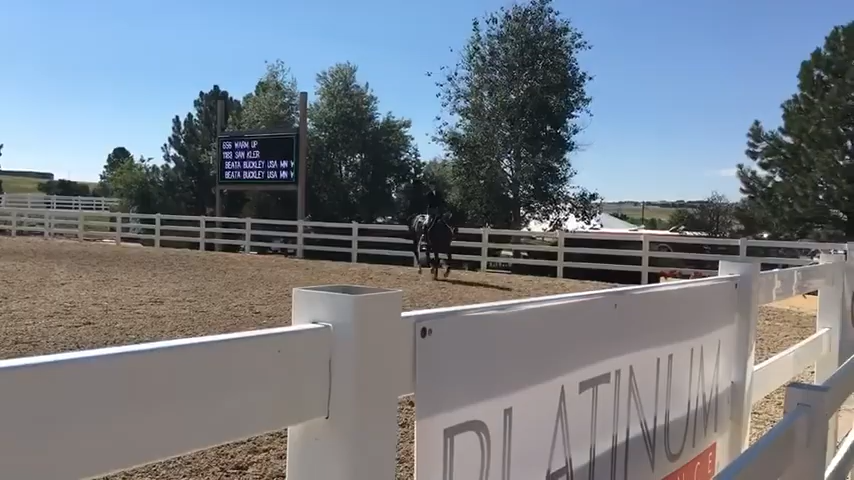 656 WARM UP
1183 SAN KLER
BEATA BUCKLEY USA MN
BEATA BUCKLEY USA MN
PLATINUM